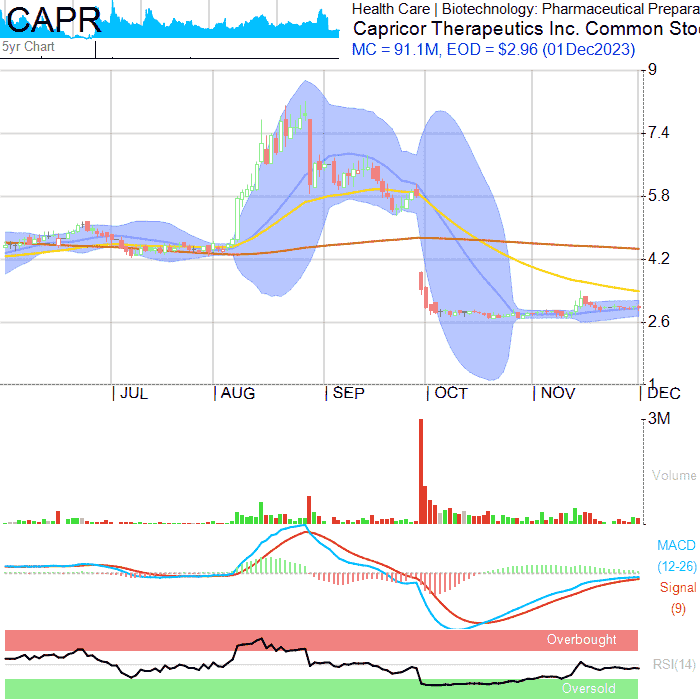 CAPR
5yr Chart
Health Care | Biotechnology: Pharmaceutical Prepara
Capricor Therapeutics Inc. Common Sto
MC = 91.1M, EOD = $2.96 (01Dec2023)
9
7.4
5.8
4.2
2.6
1
JUL
AUG
SEP
OCT
NOV
DEC
3M
Volume
MACD
(12-26)
Signal
(9)
Overbought
RSI(14)
Oversold